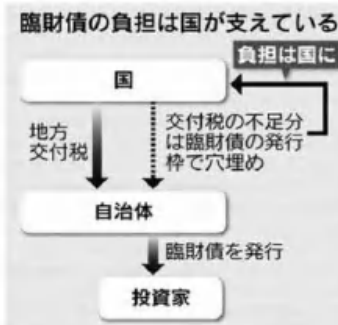 臨財債の負担は国が支えている
負担は国に
国
地方
交付税
交付税の不足分
は臨財債の発行
枠で穴埋め
自治体
臨財債を発行
投資家